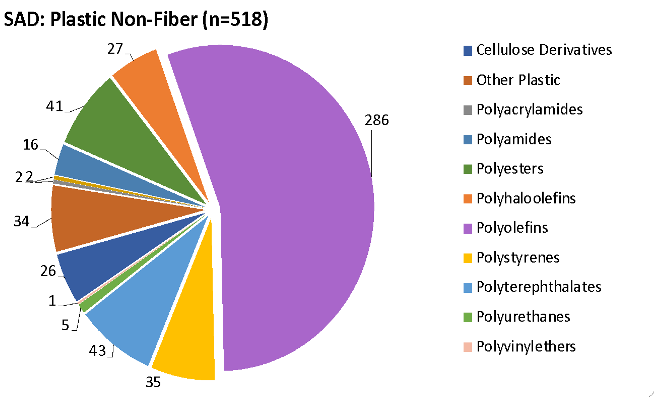 SAD: Plastic Non-Fiber (n=518)
27
41
286
16
2 2
34
26
1
5
43
35
Cellulose Derivatives
Other Plastic
Polyacrylamides
Polyamides
Polyesters
Polyhaloolefins
Polyolefins
Polystyrenes
Polyterephthalates
Polyurethanes
Polyvinylethers